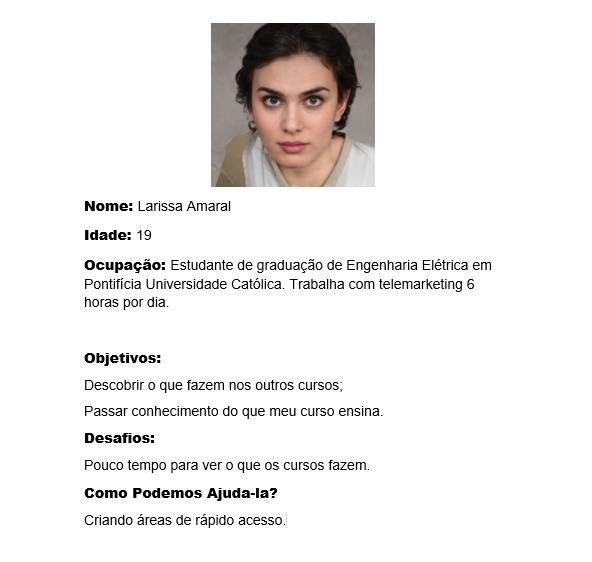 Nome: Larissa Amaral
Idade: 19
Ocupação: Estudante de graduação de Engenharia Elétrica em
Pontifícia Universidade Católica. Trabalha com telemarketing 6
horas por dia.
Objetivos:
Descobrir o que fazem nos outros cursos;
Passar conhecimento do que meu curso ensina.
Desafios:
Pouco tempo para ver o que os cursos fazem.
Como Podemos Ajuda-la?
Criando áreas de rápido acesso.